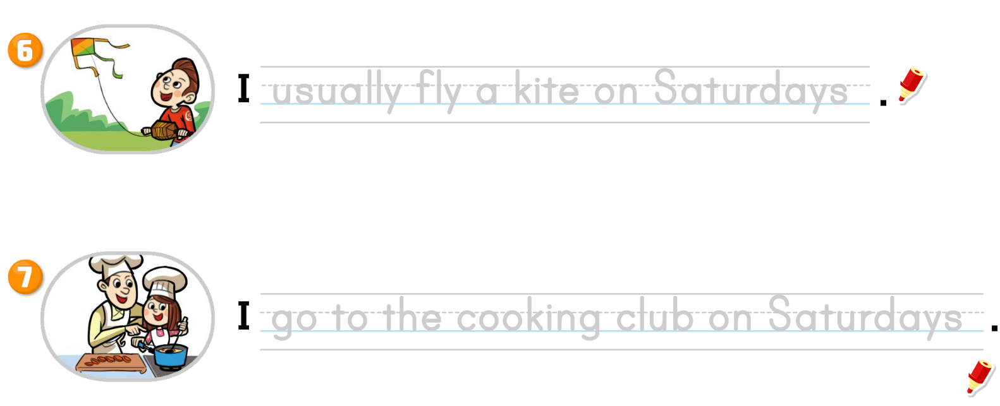 6
I usually fly a kite on Saturdays.
7
I go to the cooking club on Saturdays.